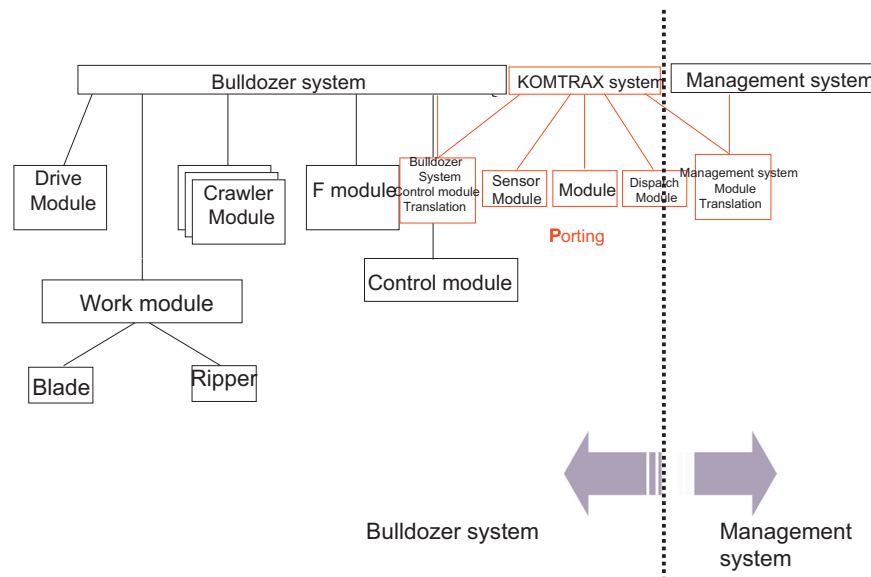 Bulldozer system
KOMTRAX system
Management system
Drive
Module
Crawler
Module
F module
Bulldozer
System
Control module
Translation
Sensor
Module
Module
Dispatch
Module
Management system
Module
Translation
Porting
Control module
Work module
Blade
Ripper
Bulldozer system
Management
system